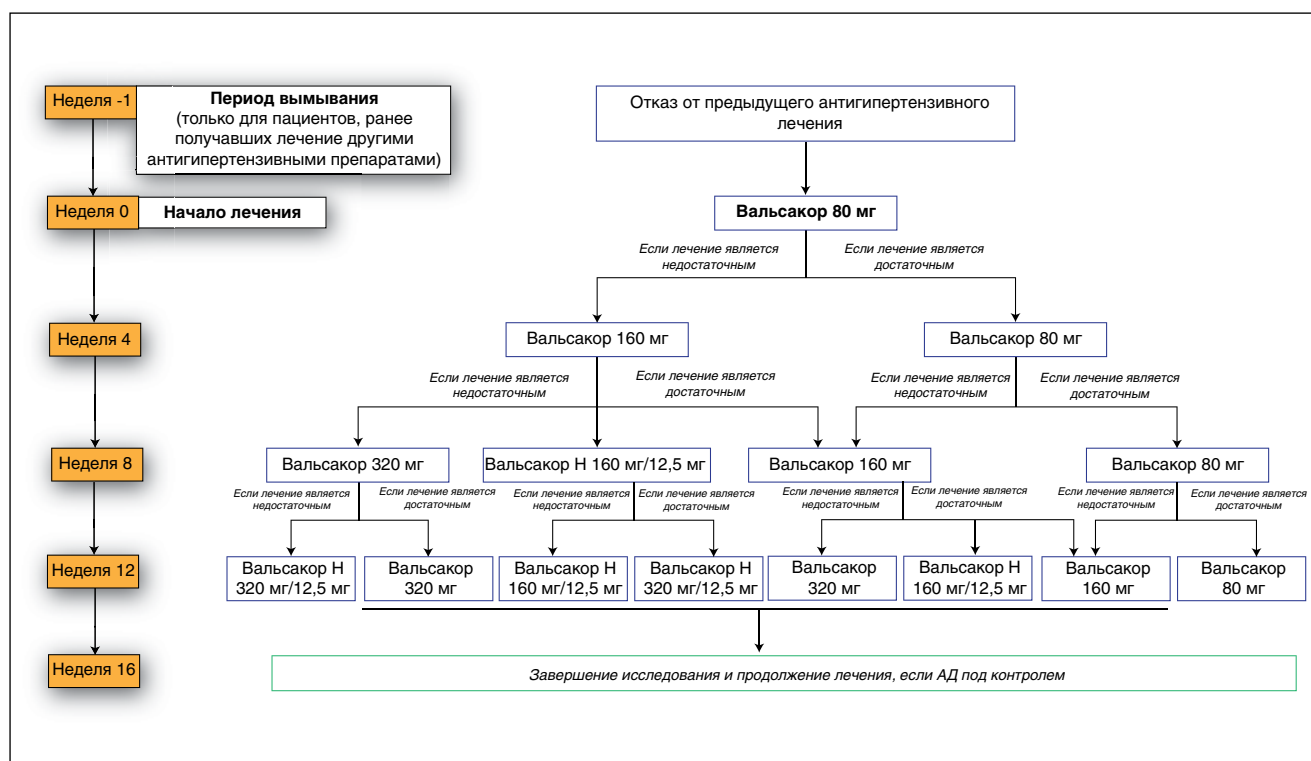 Неделя -1
Период вымывания
(только для пациентов, ранее
получавших лечение другими
антигипертензивными препаратами)
Отказ от предыдущего антигипертензивного
лечения
Неделя 0
Начало лечения
Вальсакор 80 мг
Если лечение является
недостаточным
Если лечение является
достаточным
Неделя 4
Вальсакор 160 мг
Вальсакор 80 мг
Если лечение является
недостаточным
Если лечение является
достаточным
Если лечение является
недостаточным
Если лечение является
достаточным
Неделя 8
Вальсакор 320 мг
Вальсакор Н 160 мг/12,5 мг
Вальсакор 160 мг
Вальсакор 80 мг
Если лечение является
недостаточным
Если лечение является
достаточным
Если лечение является
недостаточным
Если лечение является
достаточным
Если лечение является
недостаточным
Если лечение является
достаточным
Если лечение является
недостаточным
Если лечение является
достаточным
Неделя 12
Вальсакор Н
320 мг/12,5 мг
Вальсакор
320 мг
Вальсакор Н
160 мг/12,5 мг
Вальсакор Н
320 мг/12,5 мг
Вальсакор
320 мг
Вальсакор Н
160 мг/12,5 мг
Вальсакор
160 мг
Вальсакор
80 мг
Неделя 16
Завершение исследования и продолжение лечения, если АД под контролем